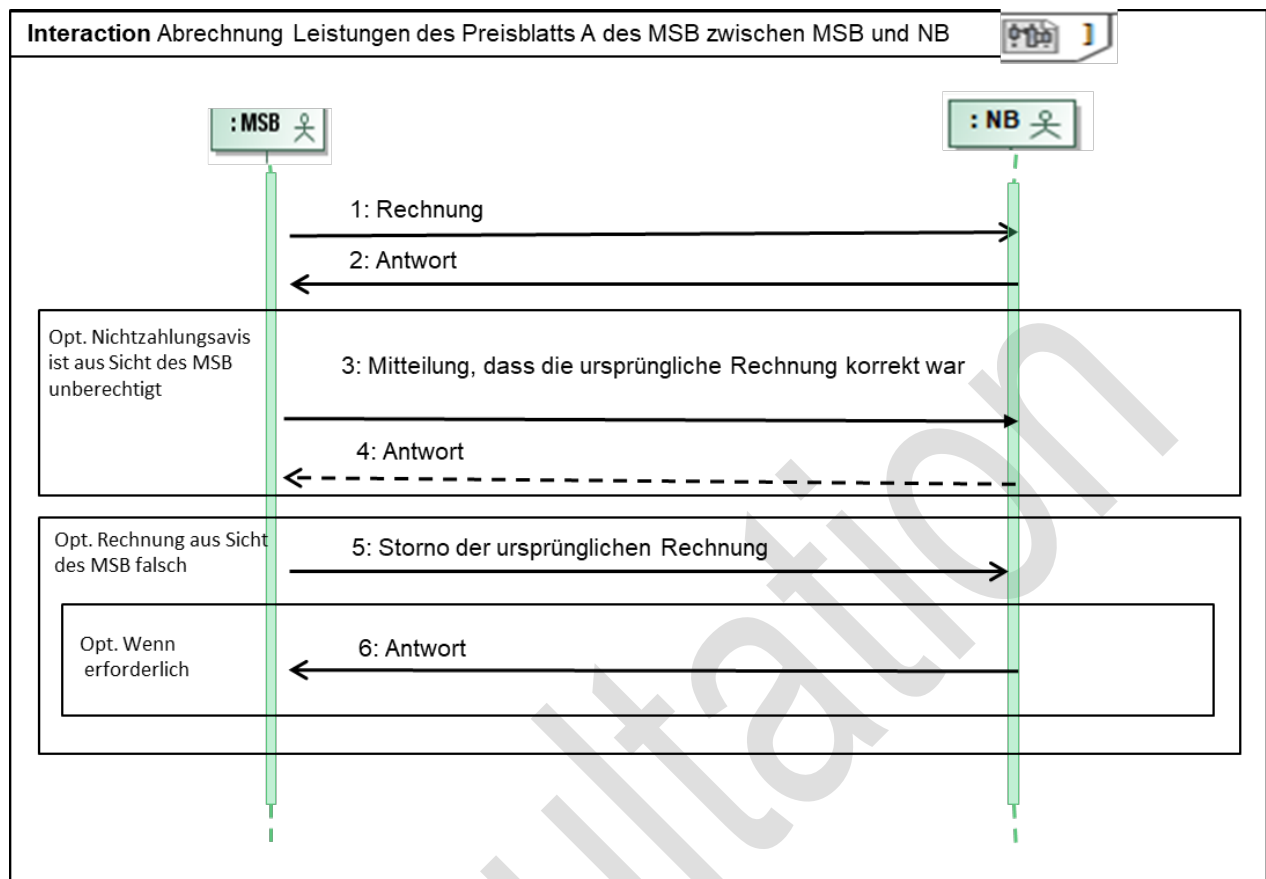 Interaction Abrechnung Leistungen des Preisblatts A des MSB zwischen MSB und NB
: MSB
: NB
1: Rechnung
2: Antwort
Opt. Nichtzahlungsavis
ist aus Sicht des MSB
unberechtigt
3: Mitteilung, dass die ursprüngliche Rechnung korrekt war
4: Antwort
Opt. Rechnung aus Sicht
des MSB falsch
5: Storno der ursprünglichen Rechnung
Opt. Wenn
erforderlich
6: Antwort
ultation